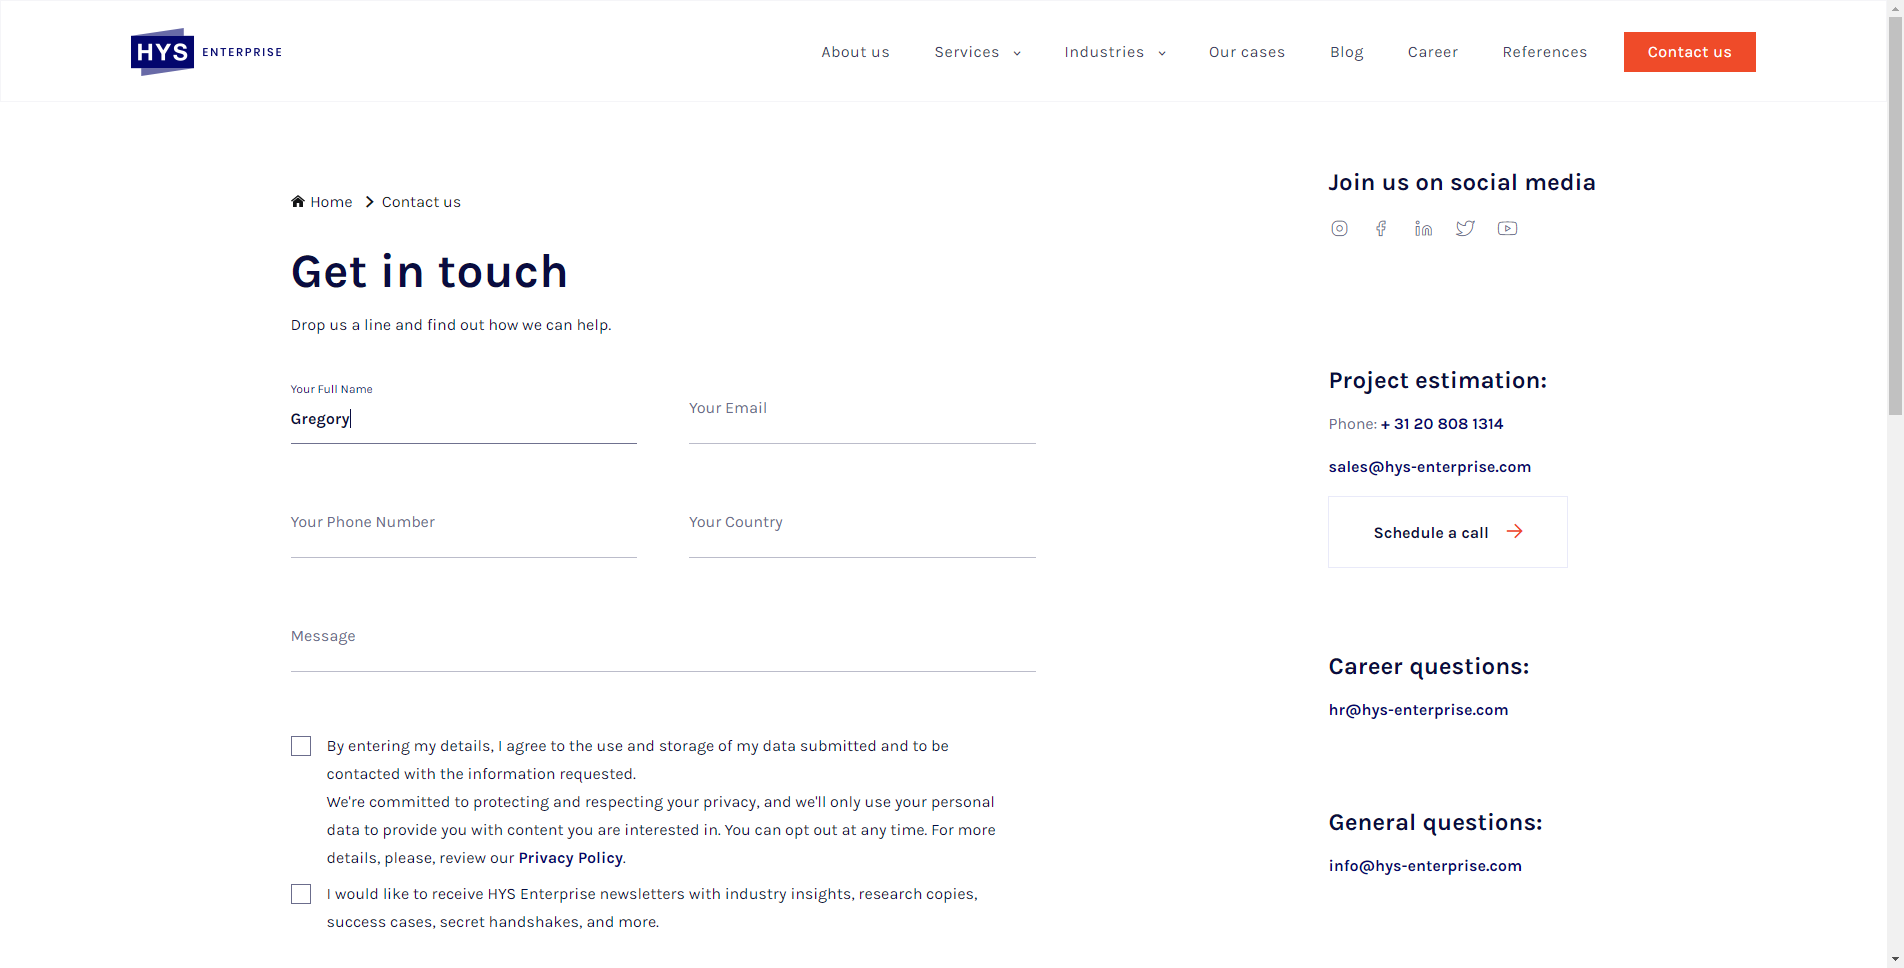 HYS ENTERPRISE
About us Services Industries Our cases Blog Career References Contact us
Home Contact us
Get in touch
Drop us a line and find out how we can help.
Your Full Name
Gregory
Your Email
Your Phone Number
Your Country
Message
By entering my details, I agree to the use and storage of my data submitted and to be
contacted with the information requested.
We're committed to protecting and respecting your privacy, and we'll only use your personal
data to provide you with content you are interested in. You can opt out at any time. For more
details, please, review our Privacy Policy.
I would like to receive HYS Enterprise newsletters with industry insights, research copies,
success cases, secret handshakes, and more.
Join us on social media
Project estimation:
Phone: + 31 20 808 1314
sales@hys-enterprise.com
Schedule a call
Career questions:
hr@hys-enterprise.com
General questions:
info@hys-enterprise.com